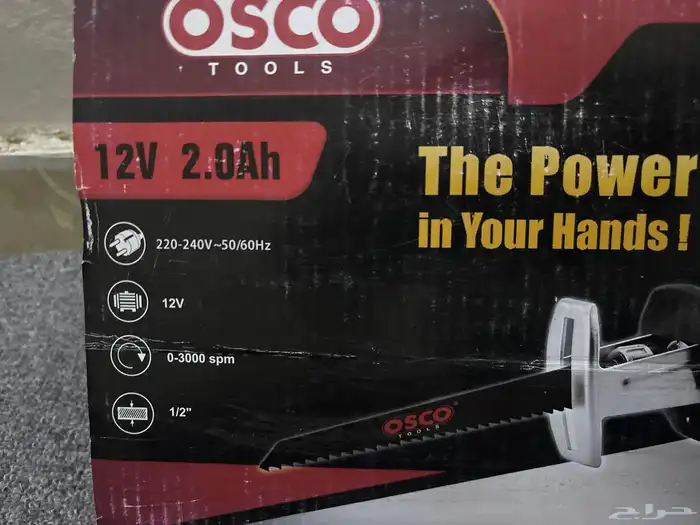 OSCO
TOOLS
12V 2.0Ah
The Power
in Your Hands !
220-240V~50/60Hz
12V
0-3000 spm
1/2"
OSCO
TOOLS
حراج